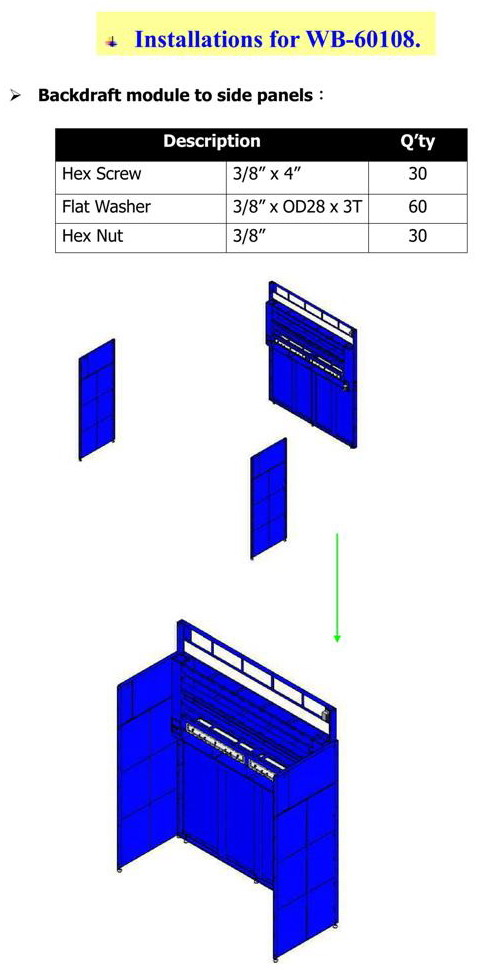 Installations for WB-60108.
Backdraft module to side panels：
Description Q’ty
Hex Screw 3/8” x 4” 30
Flat Washer 3/8” x OD28 x 3T 60
Hex Nut 3/8” 30